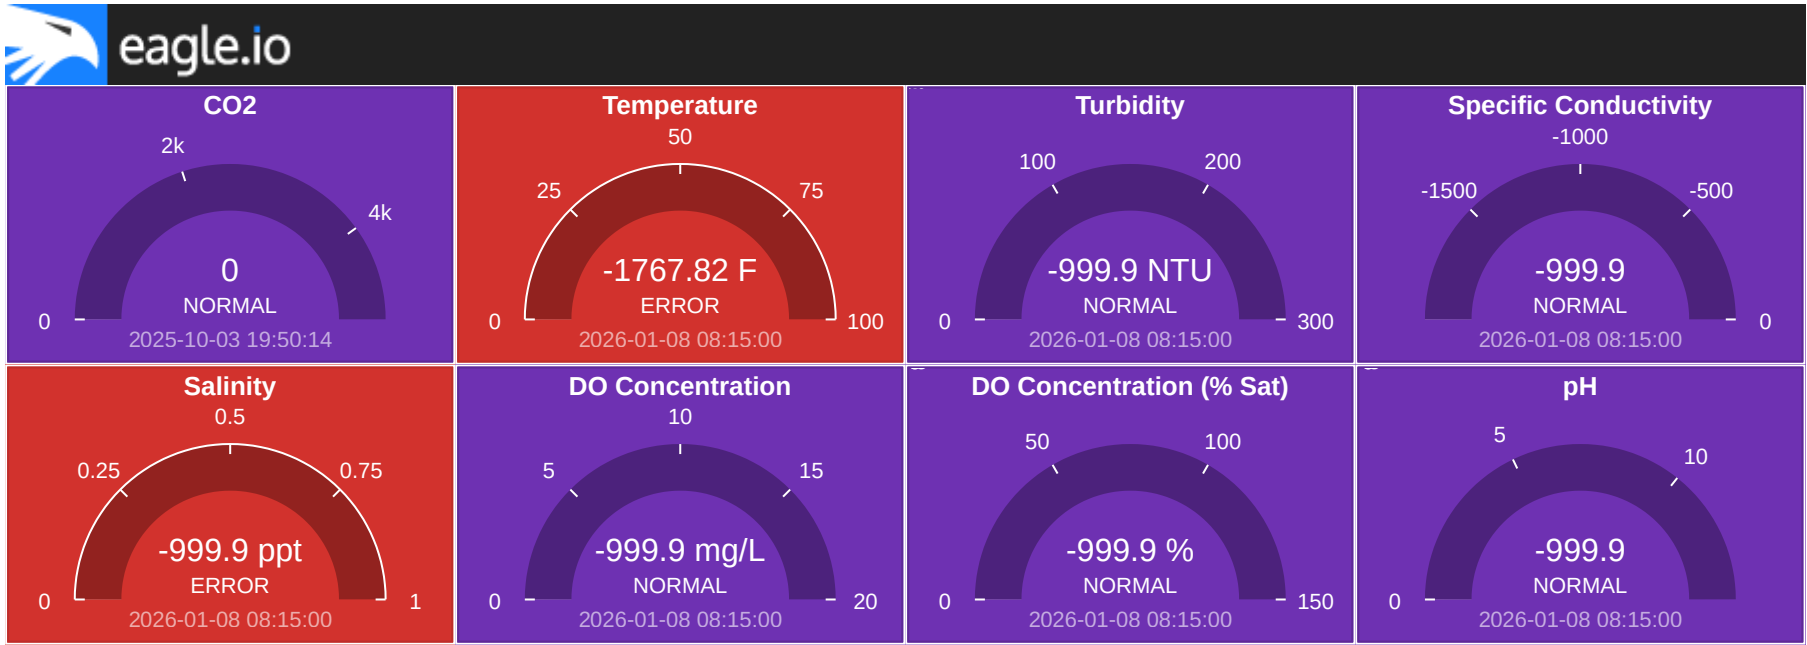 eagle.io
CO2
2k
4k
0
NORMAL
0
2025-10-03 19:50:14
Temperature
50
25
75
-1767.82 F
ERROR
0
100
2026-01-08 08:15:00
Turbidity
100
200
-999.9 NTU
NORMAL
0
300
2026-01-08 08:15:00
Specific Conductivity
-1000
-1500
-500
-999.9
NORMAL
0
2026-01-08 08:15:00
Salinity
0.5
0.25
0.75
-999.9 ppt
ERROR
0
1
2026-01-08 08:15:00
DO Concentration
10
5
15
-999.9 mg/L
NORMAL
0
20
2026-01-08 08:15:00
DO Concentration (% Sat)
50
100
-999.9 %
NORMAL
0
150
2026-01-08 08:15:00
pH
5
10
-999.9
NORMAL
0
2026-01-08 08:15:00